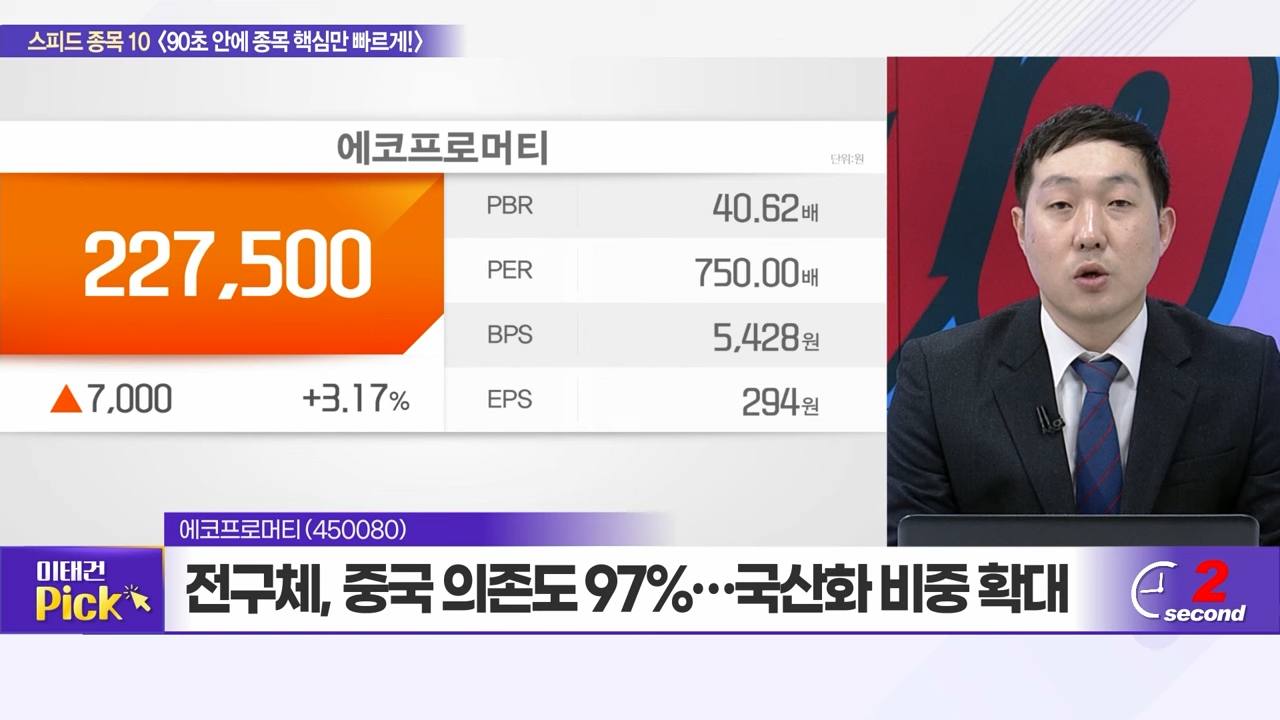 스피드 종목 10 <90초 안에 종목 핵심만 빠르게!>
에코프로머티
단위:원
227,500
▲7,000 +3.17%
PBR 40.62배
PER 750.00배
BPS 5,428원
EPS 294원
에코프로머티(450080)
이태건
Pick
전구체, 중국 의존도 97%…국산화 비중 확대
2
second